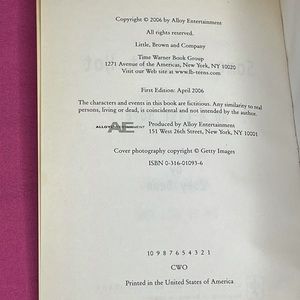 Copyright © 2006 by Alloy Entertainment
All rights reserved.
Little, Brown and Company
Time Warner Book Group
1271 Avenue of the Americas, New York, NY 10020
Visit our Web site at www.lb-teens.com
First Edition: April 2006
The characters and events in this book are fictitious. Any similarity to real
persons, living or dead, is coincidental and not intended by the author.
ALLOY ENTERTAINMENT
AE
Produced by Alloy Entertainment
151 West 26th Street, New York, NY 10001
Cover photography copyright © Getty Images
ISBN 0-316-01093-6
10 9 8 7 6 5 4 3 2 1
CWO
Printed in the United States of America